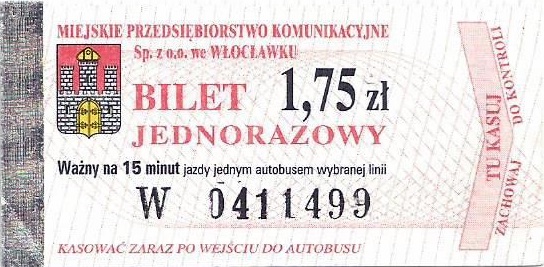 MIEJSKIE PRZEDSIĘBIORSTWO KOMUNIKACYJNE
Sp. z o.o. we WŁOCŁAWKU
BILET 1,75 zł
JEDNORAZOWY
Ważny na 15 minut jazdy jednym autobusem wybranej linii
W 0411499
KASOWAĆ ZARAZ PO WEJŚCIU DO AUTOBUSU
TU KASUJ
ZACHOWAJ DO KONTROLI